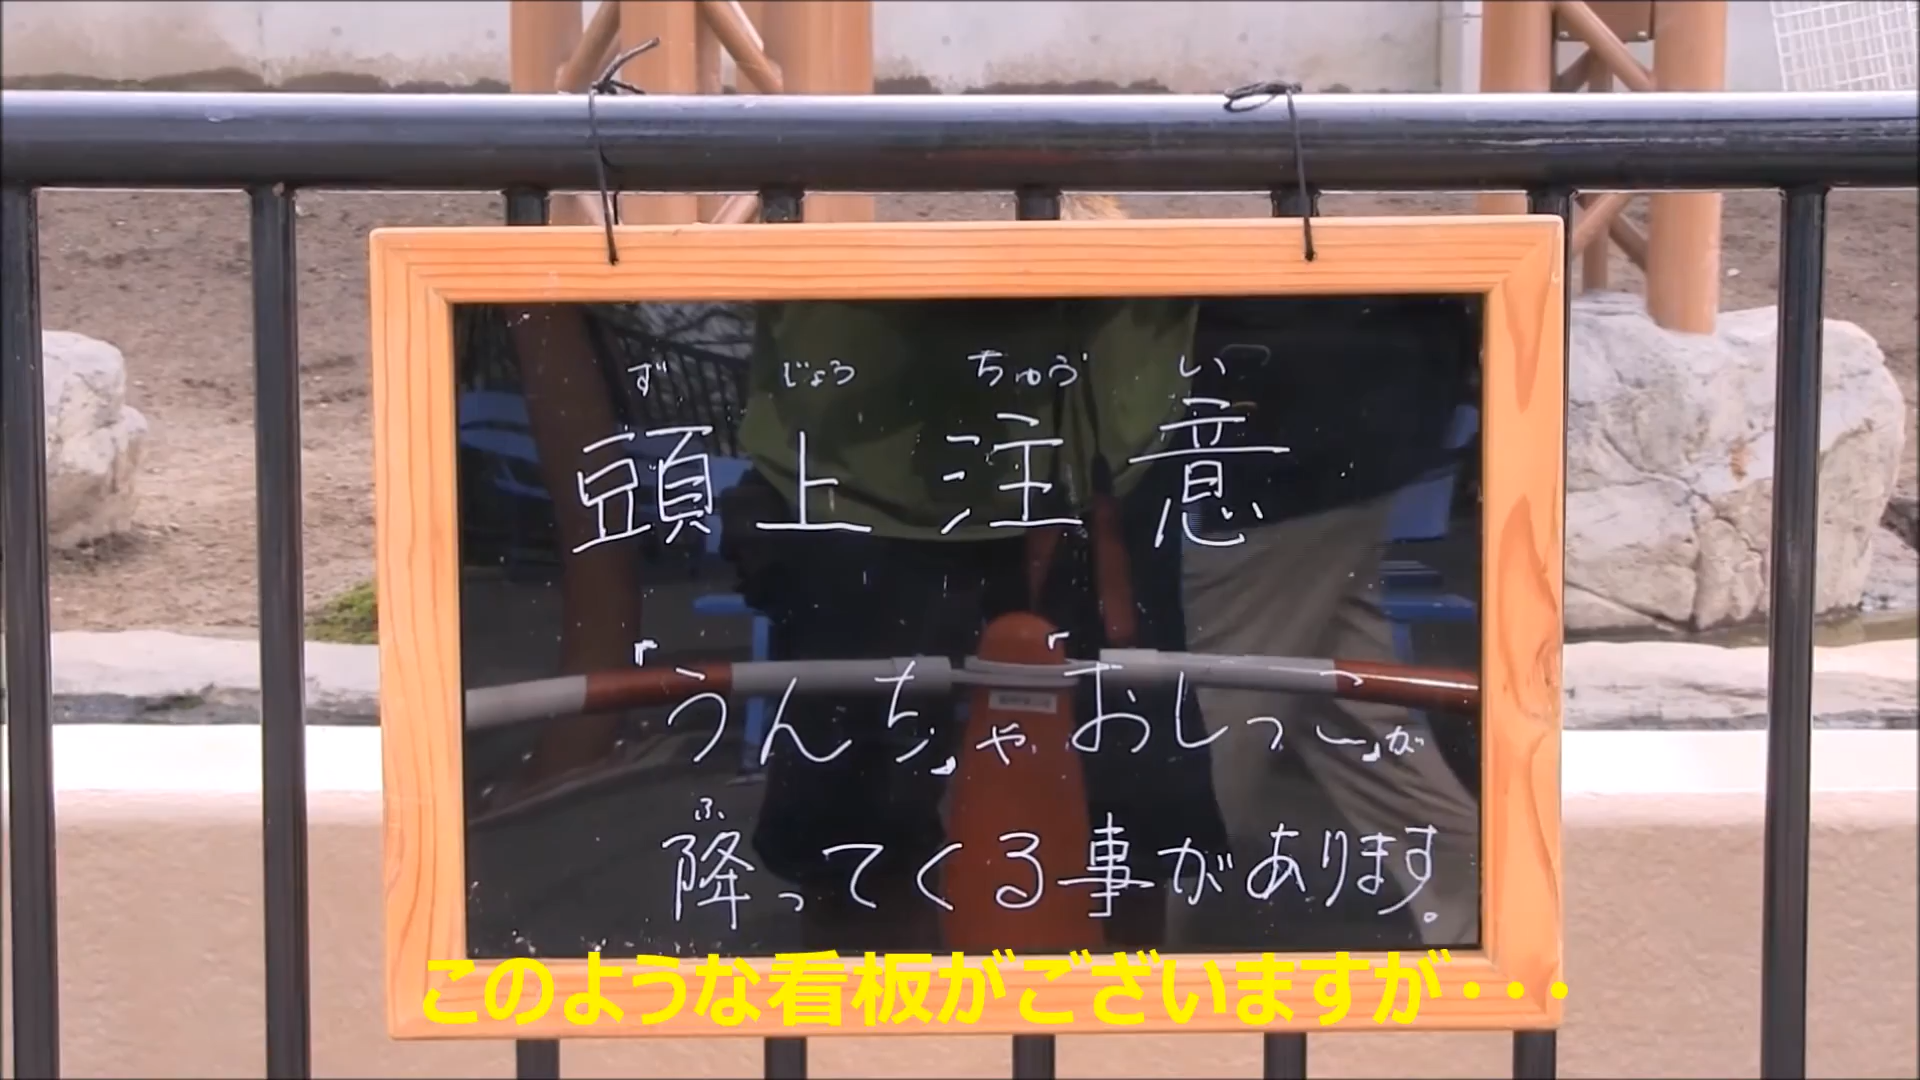 ず じょう ちゅう い
頭上注意
「うんち」や「おしっこ」が
ふ
降ってくる事があります。
このような看板がございますが・・・